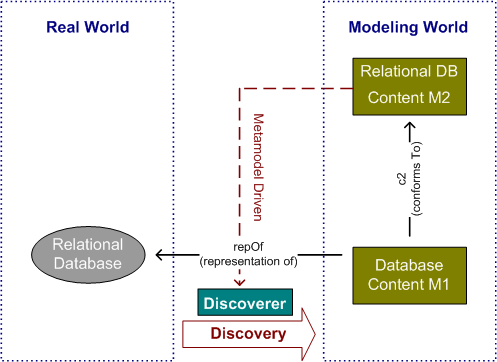 Real World
Modeling World
Relational DB
Content M2
Metamodel Driven
c2
(conforms To)
Relational
Database
repOf
(representation of)
Database
Content M1
Discoverer
Discovery